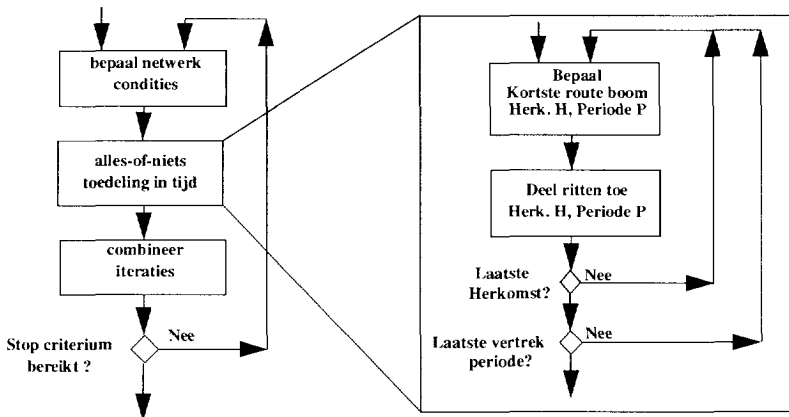 bepaal netwerk
condities
alles-of-niets
toedeling in tijd
combineer
iteraties
Stop criterium
bereikt ?
Nee
Bepaal
Kortste route boom
Herk. H, Periode P
Deel ritten toe
Herk. H, Periode P
Laatste
Herkomst?
Nee
Laatste vertrek
periode?
Nee